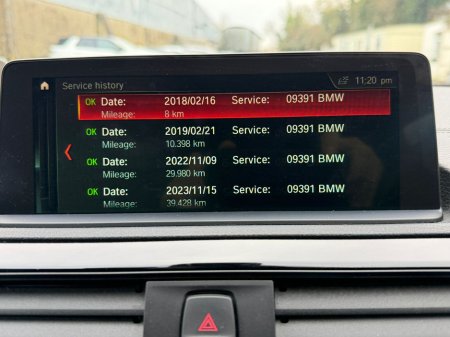 Service history
11:20 pm
OK Date: 2018/02/16 Service: 09391 BMW
Mileage: 8 km
OK Date: 2019/02/21 Service: 09391 BMW
Mileage: 10.398 km
OK Date: 2022/11/09 Service: 09391 BMW
Mileage: 29,980 km
OK Date: 2023/11/15 Service: 09391 BMW
Mileage: 39.428 km